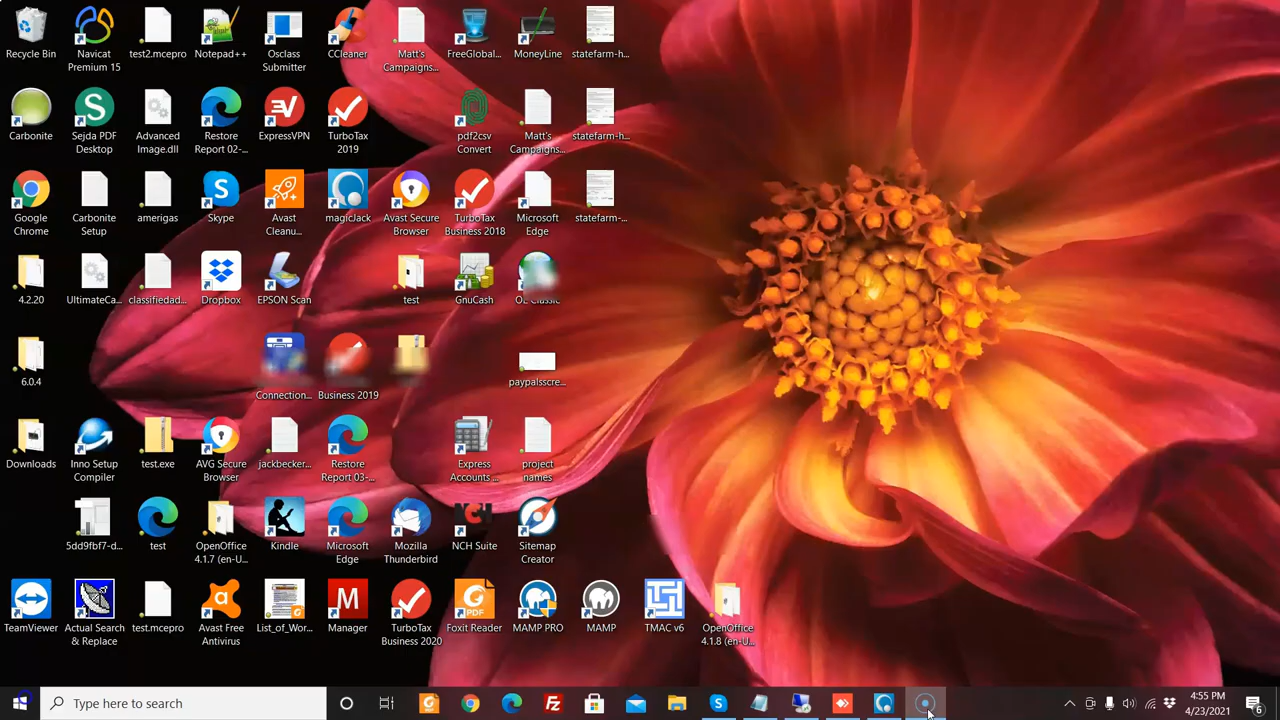 Recycle Bin
Navicat
Premium 15
test2.mcepro
Notepad++
Osclass
Submitter
CCleaner
Matt's
Campaigns...
FreeGlobal...
MoneyLine
statefarm-h...
Carbonite
Sejda PDF
Desktop
Advanced
Image.dll
Restore
Report 02-...
ExpressVPN
TurboTax
2019
pdf2csv
Convert
Matt's
Campaigns...
statefarm-h...
Google
Chrome
Carbonite
Setup
amerigas
Skype
Avast
Cleanu...
magicJack
Avast Secure
Browser
TurboTax
Business 2018
Microsoft
Edge
statefarm-...
4.2.20
UltimateCa...
classifiedad...
Dropbox
EPSON Scan
test
GnuCash
OE Classic
6.0.4
Connection...
Business 2019
paypalsscre...
Downloads
Inno Setup
Compiler
test.exe
AVG Secure
Browser
jackbecker...
Restore
Report 03-...
Express
Accounts ...
project
names
5dd9fbf7-d...
test
OpenOffice
4.1.7 (en-U...
Kindle
Microsoft
Edge
Mozilla
Thunderbird
NCH Suite
Sitemap
Creator
TeamViewer
Actual Search
& Replace
test.mcepro
Avast Free
Antivirus
List_of_Wor...
Manager
TurboTax
Business 2020
Foxit Reader
MAMP PRO
MAMP
TMAC v6
OpenOffice
4.1.8 (en-U...
Type here to search
4:55 PM
4/23/2021
6